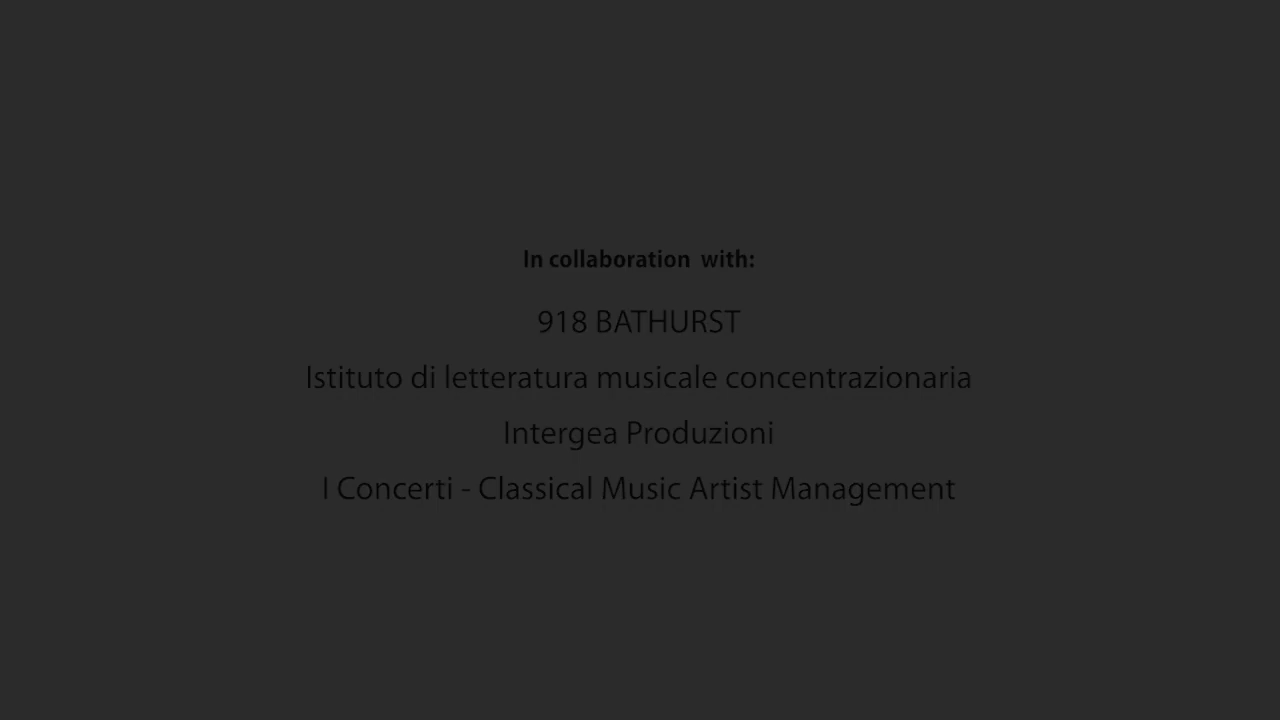 In collaboration  with:
918 BATHURST
Istituto di letteratura musicale concentrazionaria
Intergea Produzioni
I Concerti - Classical Music Artist Management